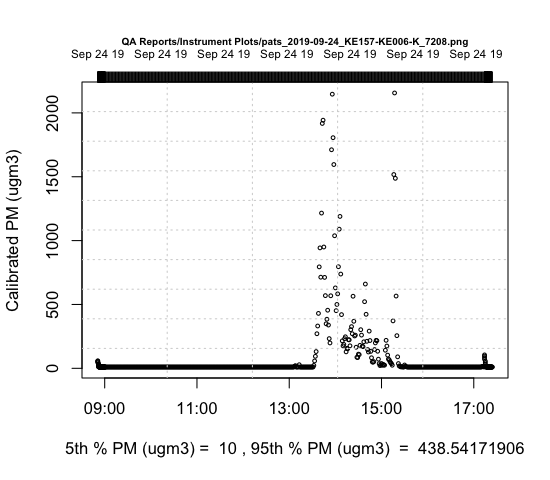 QA Reports/Instrument Plots/pats_2019-09-24_KE157-KE006-K_7208.png
Sep 24 19 Sep 24 19 Sep 24 19 Sep 24 19 Sep 24 19 Sep 24 19 Sep 24 19
Calibrated PM (ugm3)
2000
1500
1000
500
0
09:00 11:00 13:00 15:00 17:00
5th % PM (ugm3) = 10 , 95th % PM (ugm3) = 438.54171906